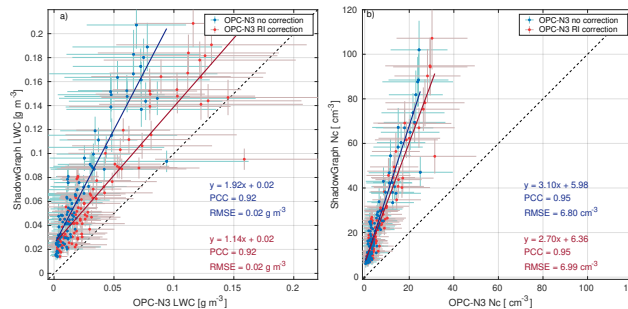 a)
OPC-N3 no correction
OPC-N3 RI correction
0.2
0.18
0.16
0.14
0.12
0.1
0.08
0.06
0.04
0.02
0
ShadowGraph LWC [g m⁻³]
y = 1.92x + 0.02
PCC = 0.92
RMSE = 0.02 g m⁻³
y = 1.14x + 0.02
PCC = 0.92
RMSE = 0.02 g m⁻³
0 0.05 0.1 0.15 0.2
OPC-N3 LWC [g m⁻³]
b)
OPC-N3 no correction
OPC-N3 RI correction
120
100
80
60
40
20
0
ShadowGraph Nc [ cm⁻³]
y = 3.10x + 5.98
PCC = 0.95
RMSE = 6.80 cm⁻³
y = 2.70x + 6.36
PCC = 0.95
RMSE = 6.99 cm⁻³
0 20 40 60 80 100 120
OPC-N3 Nc [ cm⁻³]